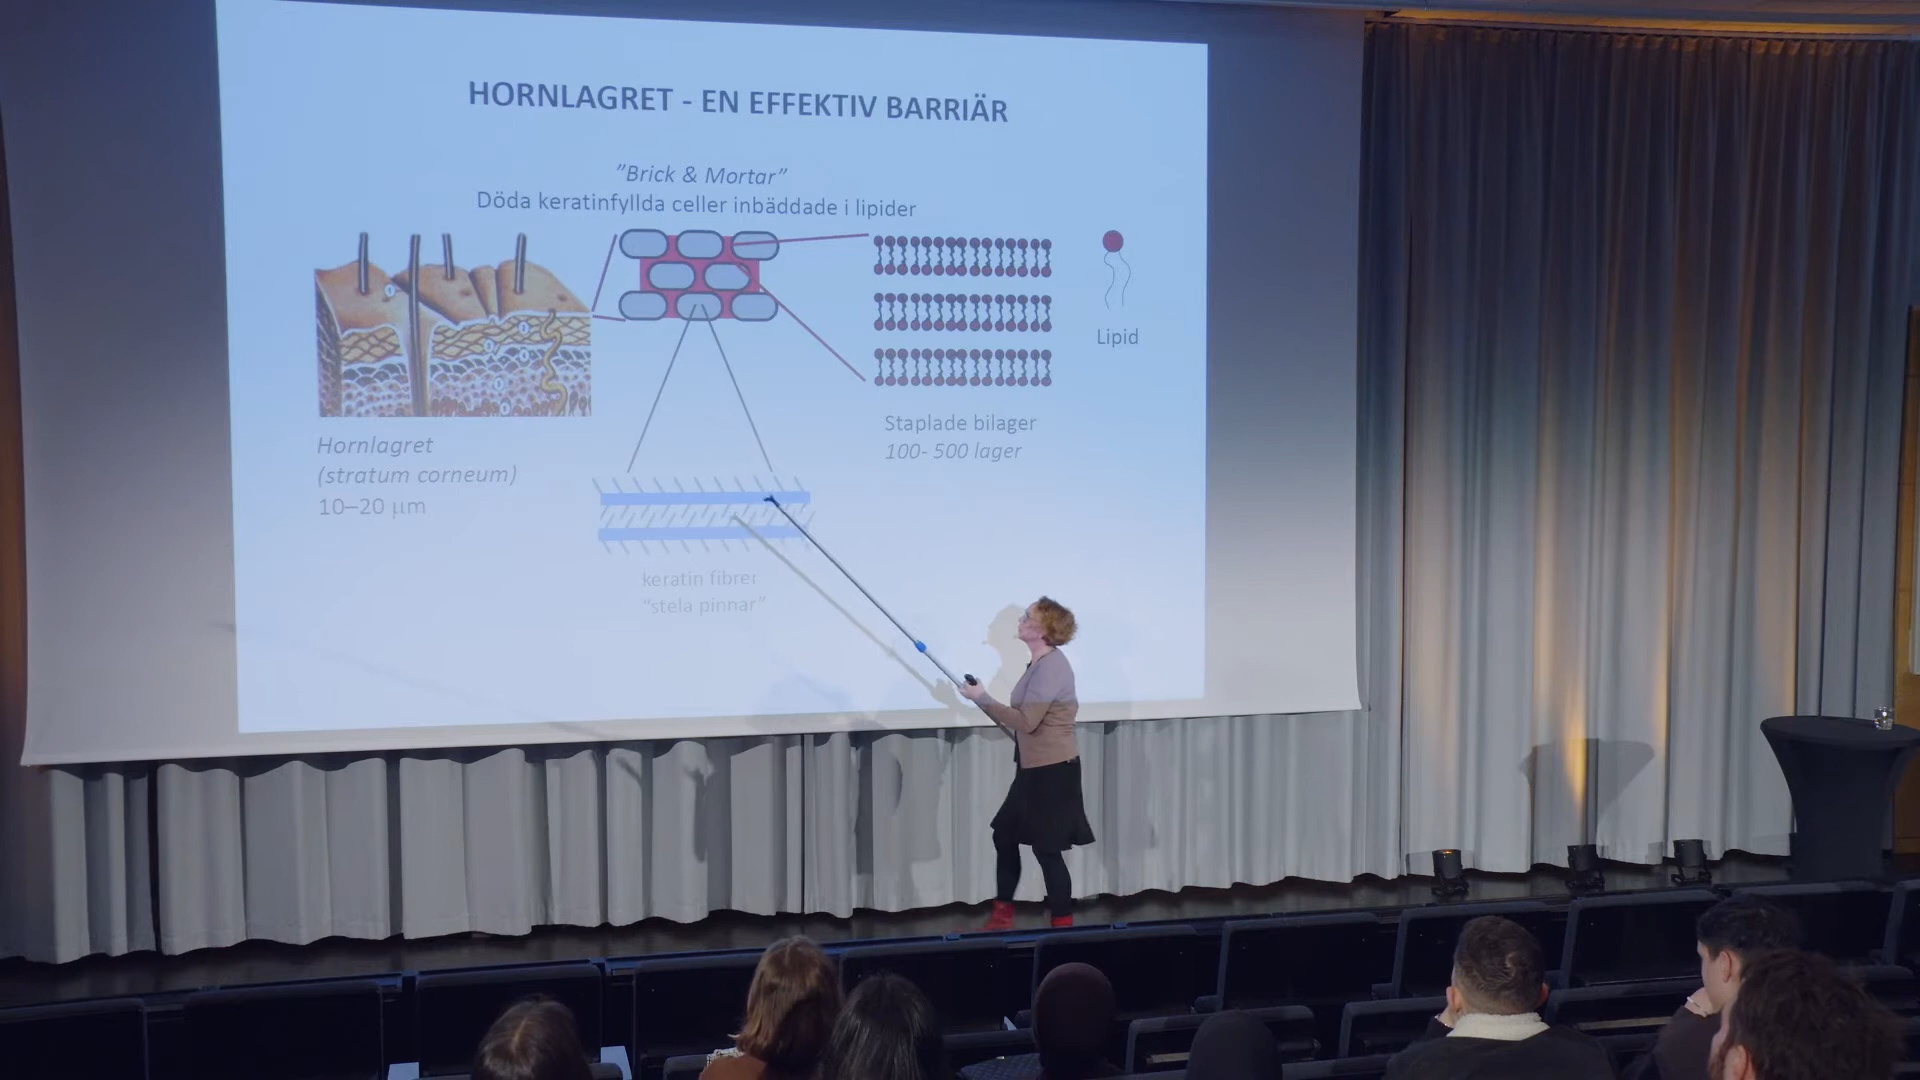 HORNLAGRET - EN EFFEKTIV BARRIÄR
"Brick & Mortar"
Döda keratinfyllda celler inbäddade i lipider
Lipid
Staplade bilager
100- 500 lager
Hornlagret
(stratum corneum)
10–20 µm
keratin fibrer
"stela pinnar"